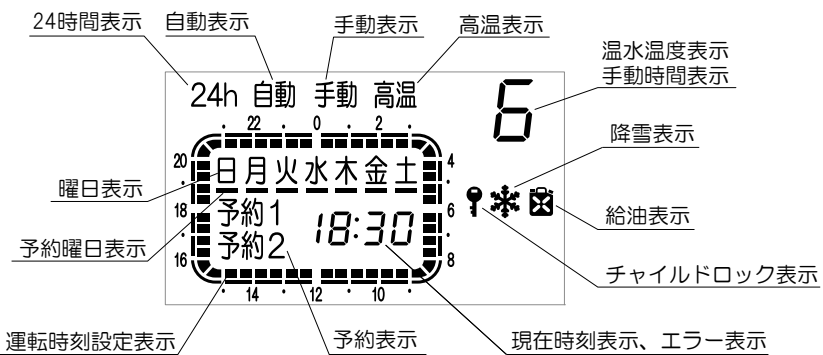 24時間表示 自動表示 手動表示 高温表示
温水温度表示
手動時間表示
24h 自動 手動 高温 6
降雪表示
・ 22 ・ 0 ・ 2 ・
20 日 月 火 水 木 金 土 4
曜日表示
18 予約1 18:30 6
給油表示
予約曜日表示
予約2
16 8
チャイルドロック表示
・ 14 ・ 12 ・ 10 ・
運転時刻設定表示 予約表示 現在時刻表示、エラー表示